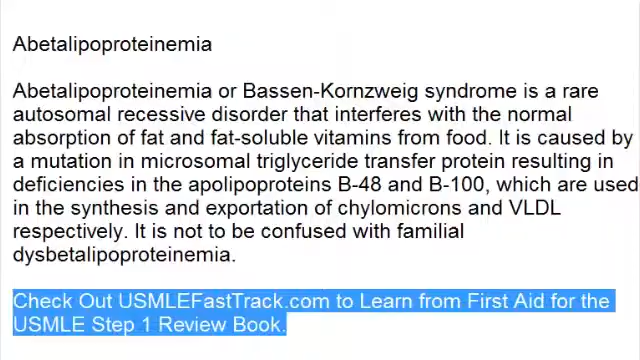 Abetalipoproteinemia
Abetalipoproteinemia or Bassen-Kornzweig syndrome is a rare
autosomal recessive disorder that interferes with the normal
absorption of fat and fat-soluble vitamins from food. It is caused by
a mutation in microsomal triglyceride transfer protein resulting in
deficiencies in the apolipoproteins B-48 and B-100, which are used
in the synthesis and exportation of chylomicrons and VLDL
respectively. It is not to be confused with familial
dysbetalipoproteinemia.
Check Out USMLEFastTrack.com to Learn from First Aid for the
USMLE Step 1 Review Book.